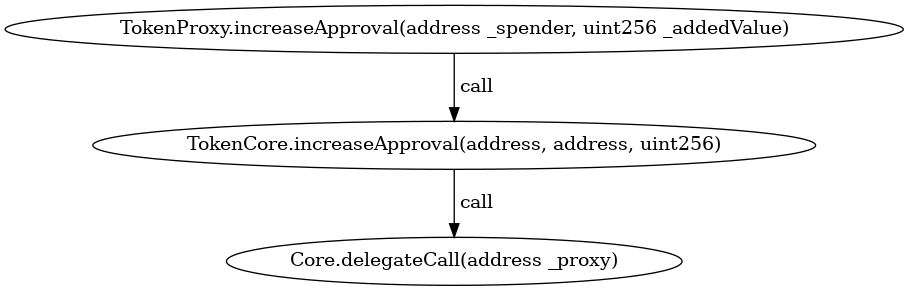 TokenProxy.increaseApproval(address _spender, uint256 _addedValue)
call
TokenCore.increaseApproval(address, address, uint256)
call
Core.delegateCall(address _proxy)